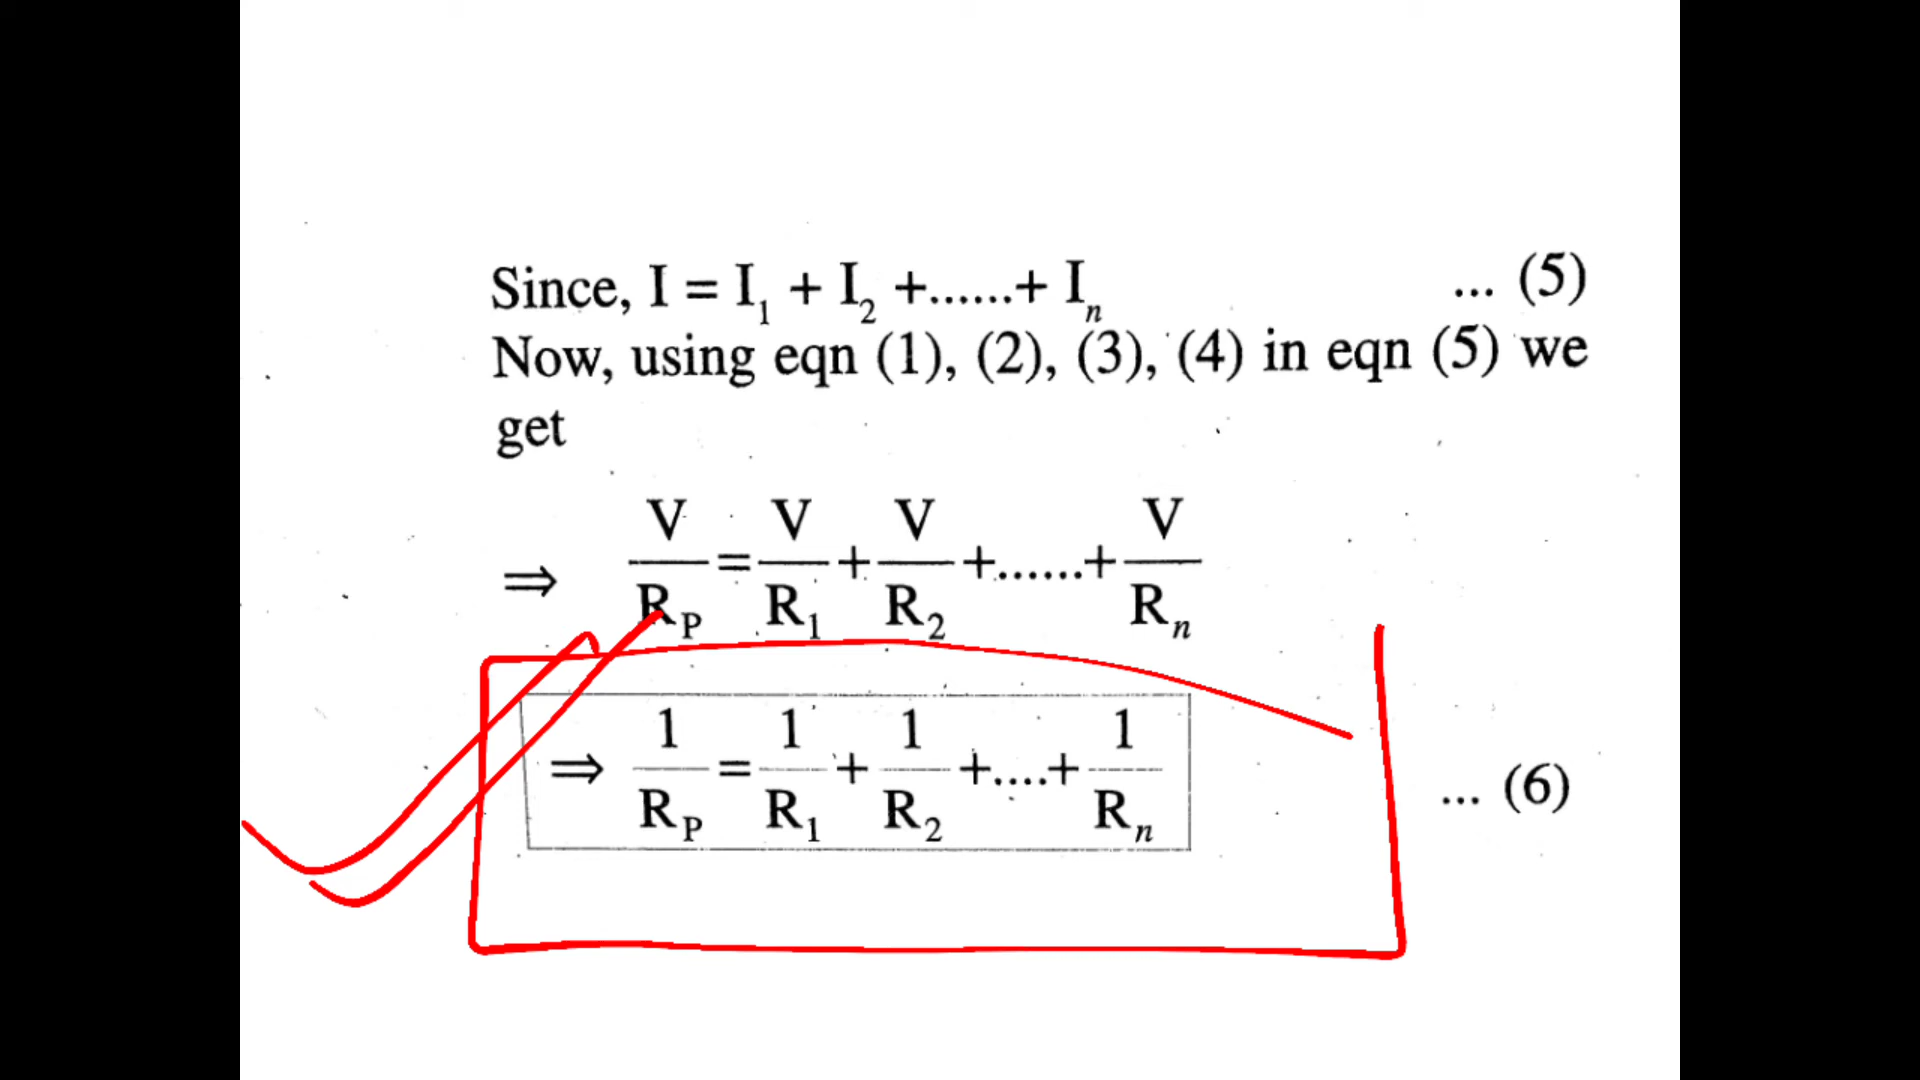 Since, I = I₁ + I₂ +......+ Iₙ ... (5)
Now, using eqn (1), (2), (3), (4) in eqn (5) we
get
⇒ V/R_P = V/R₁ + V/R₂ +......+ V/Rₙ
⇒ 1/R_P = 1/R₁ + 1/R₂ +....+ 1/Rₙ ... (6)